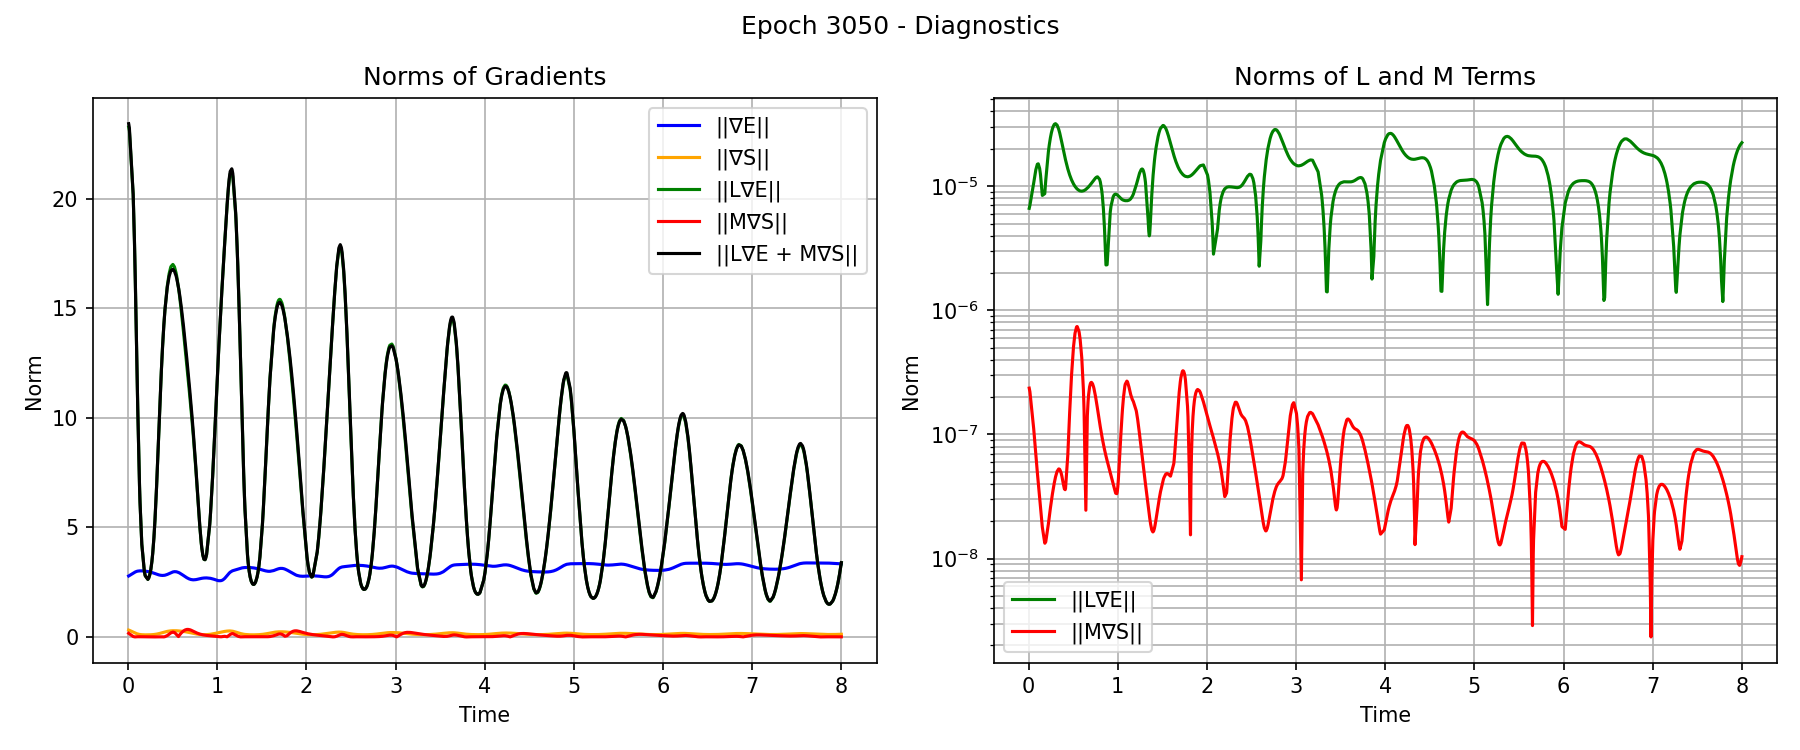 Epoch 3050 - Diagnostics
Norms of Gradients
Norm
20
15
10
5
0
0 1 2 3 4 5 6 7 8
Time
||∇E||
||∇S||
||L∇E||
||M∇S||
||L∇E + M∇S||
Norms of L and M Terms
Norm
10⁻⁵
10⁻⁶
10⁻⁷
10⁻⁸
0 1 2 3 4 5 6 7 8
Time
||L∇E||
||M∇S||